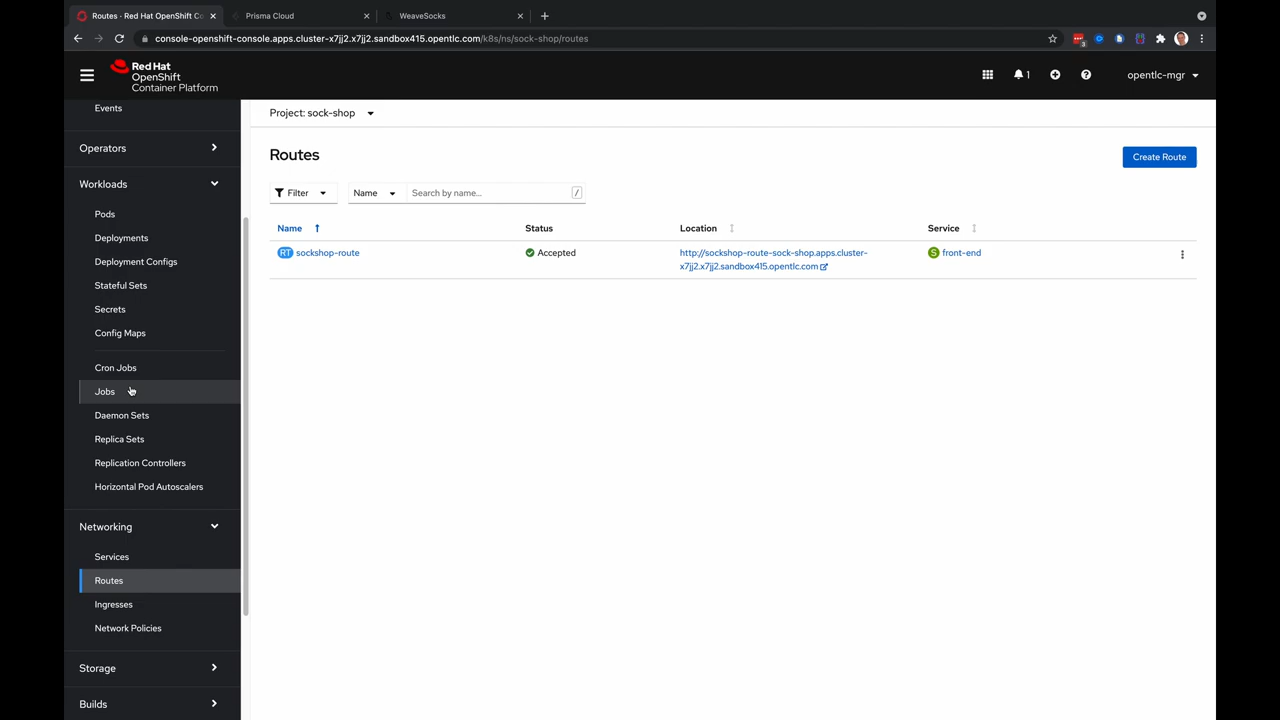 Routes · Red Hat OpenShift Co
Prisma Cloud
WeaveSocks
console-openshift-console.apps.cluster-x7jj2.x7jj2.sandbox415.opentlc.com/k8s/ns/sock-shop/routes
3
Red Hat
OpenShift
Container Platform
1
opentlc-mgr
Events
Operators
Workloads
Pods
Deployments
Deployment Configs
Stateful Sets
Secrets
Config Maps
Cron Jobs
Jobs
Daemon Sets
Replica Sets
Replication Controllers
Horizontal Pod Autoscalers
Networking
Services
Routes
Ingresses
Network Policies
Storage
Builds
Project: sock-shop
Routes
Create Route
Filter
Name
Search by name...
/
Name
Status
Location
Service
RT sockshop-route
Accepted
http://sockshop-route-sock-shop.apps.cluster-
x7jj2.x7jj2.sandbox415.opentlc.com
S front-end